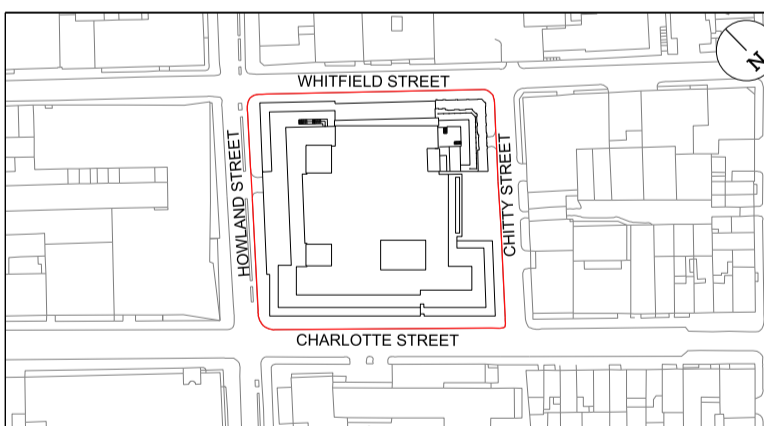 WHITFIELD STREET
N
HOWLAND STREET
CHITTY STREET
CHARLOTTE STREET